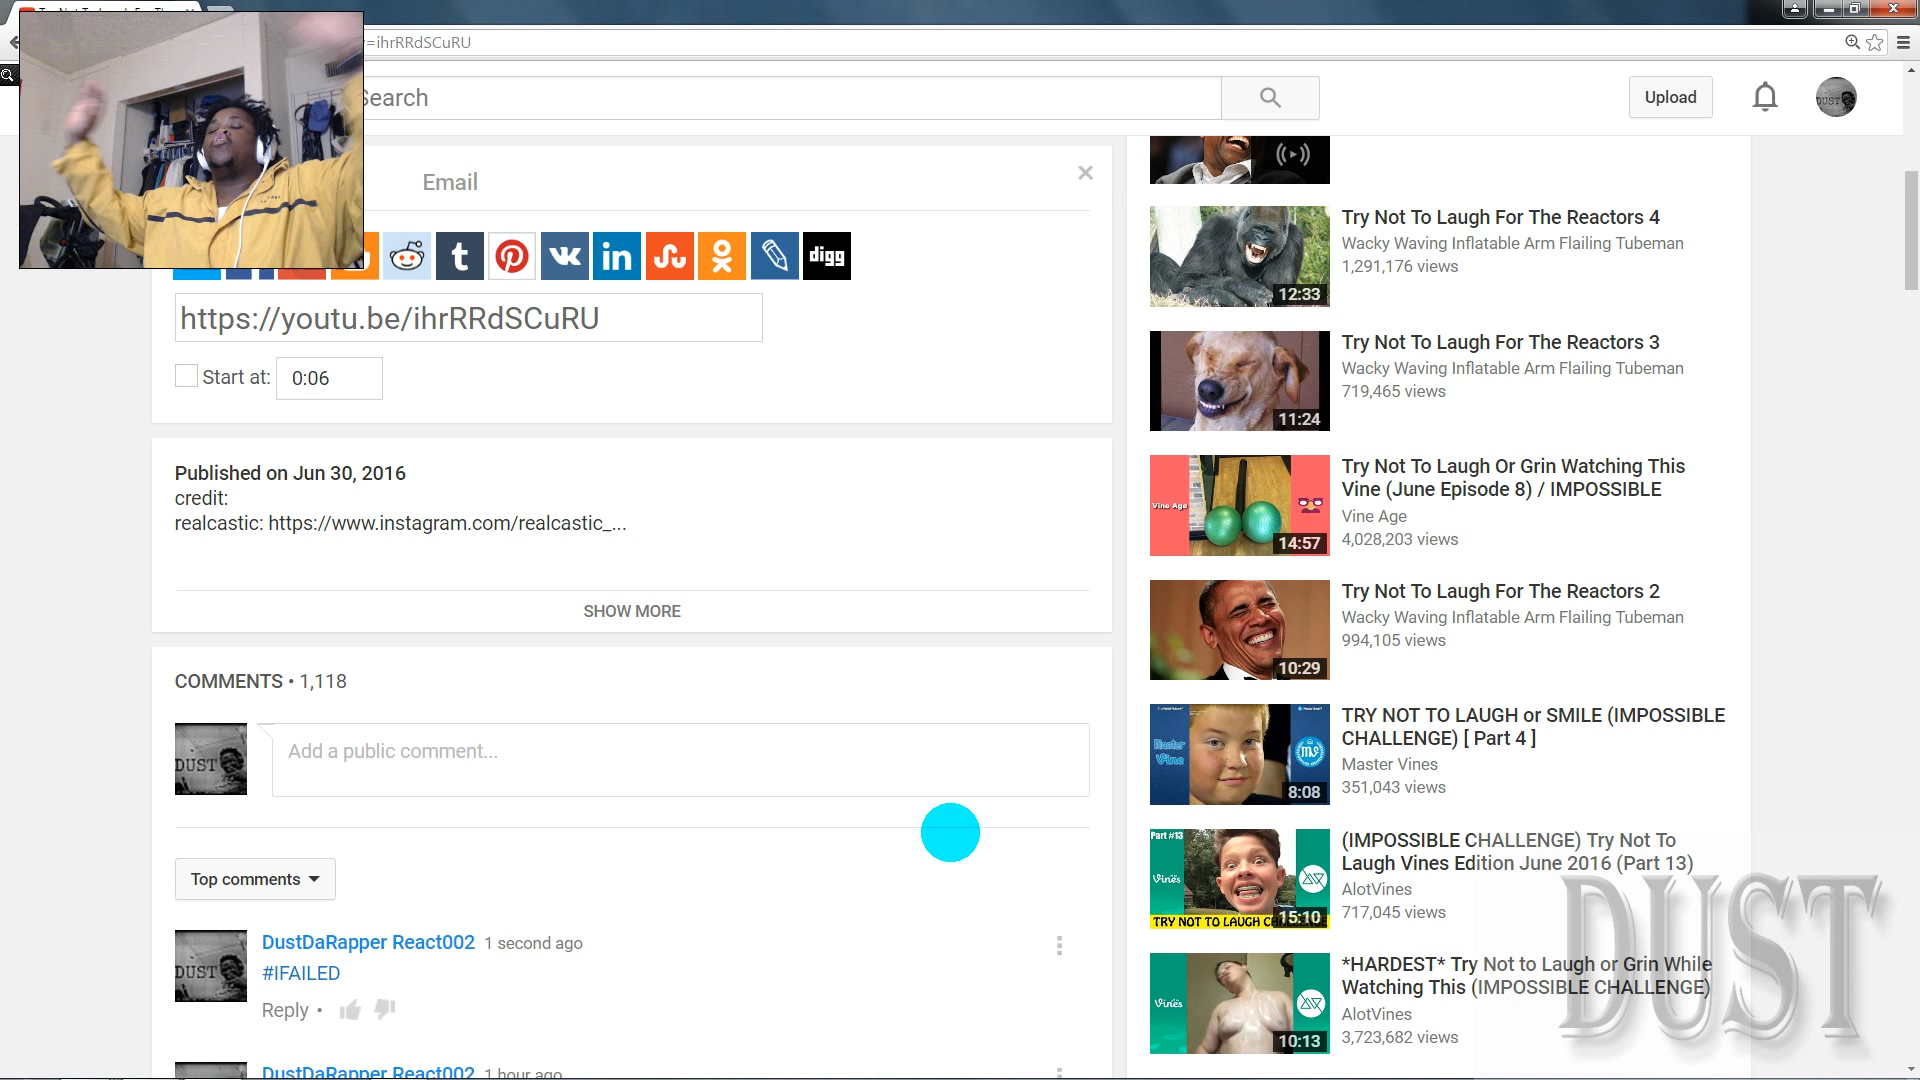 =ihrRRdSCuRU
Search
Upload
DUST
Email
digg
https://youtu.be/ihrRRdSCuRU
Start at:
0:06
Published on Jun 30, 2016
credit:
realcastic: https://www.instagram.com/realcastic_...
SHOW MORE
COMMENTS • 1,118
DUST
Add a public comment...
Top comments
DUST
DustDaRapper React002 1 second ago
#IFAILED
Reply •
DustDaRapper React002 1 hour ago
Try Not To Laugh For The Reactors 4
Wacky Waving Inflatable Arm Flailing Tubeman
1,291,176 views
12:33
Try Not To Laugh For The Reactors 3
Wacky Waving Inflatable Arm Flailing Tubeman
719,465 views
11:24
Try Not To Laugh Or Grin Watching This
Vine (June Episode 8) / IMPOSSIBLE
Vine Age
4,028,203 views
Vine Age
14:57
Try Not To Laugh For The Reactors 2
Wacky Waving Inflatable Arm Flailing Tubeman
994,105 views
10:29
TRY NOT TO LAUGH or SMILE (IMPOSSIBLE
CHALLENGE) [ Part 4 ]
Master Vines
351,043 views
Master
Vine
8:08
(IMPOSSIBLE CHALLENGE) Try Not To
Laugh Vines Edition June 2016 (Part 13)
AlotVines
717,045 views
Part #13
Vines
15:10
TRY NOT TO LAUGH CHALLENGE
*HARDEST* Try Not to Laugh or Grin While
Watching This (IMPOSSIBLE CHALLENGE)
AlotVines
3,723,682 views
Vines
10:13
DUST